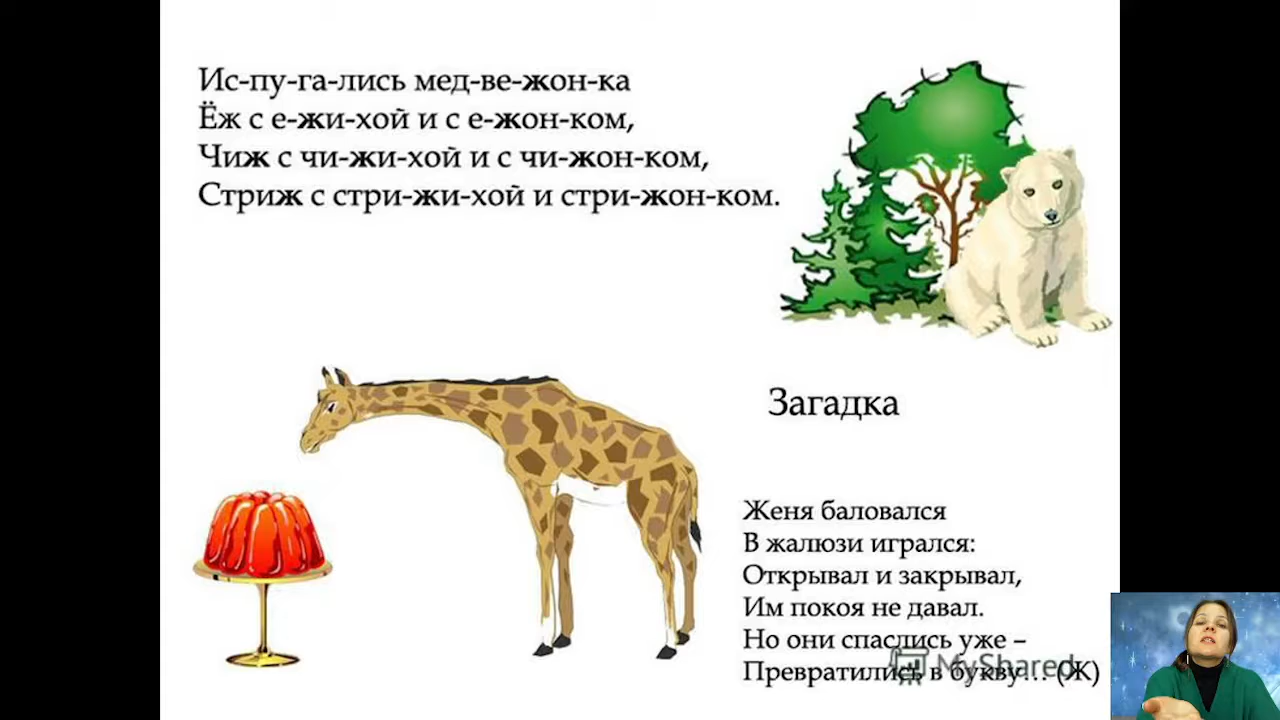 Ис-пу-га-лись мед-ве-жон-ка
Ёж с е-жи-хой и с е-жон-ком,
Чиж с чи-жи-хой и с чи-жон-ком,
Стриж с стри-жи-хой и стри-жон-ком.
Загадка
Женя баловался
В жалюзи игрался:
Открывал и закрывал,
Им покоя не давал.
Но они спаслись уже –
Превратились в букву… (Ж)
MyShared